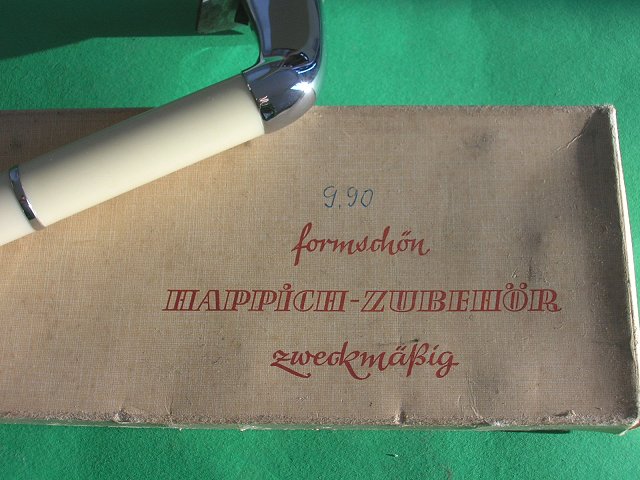 9,90
formschön
HAPPICH-ZUBEHÖR
zweckmäßig